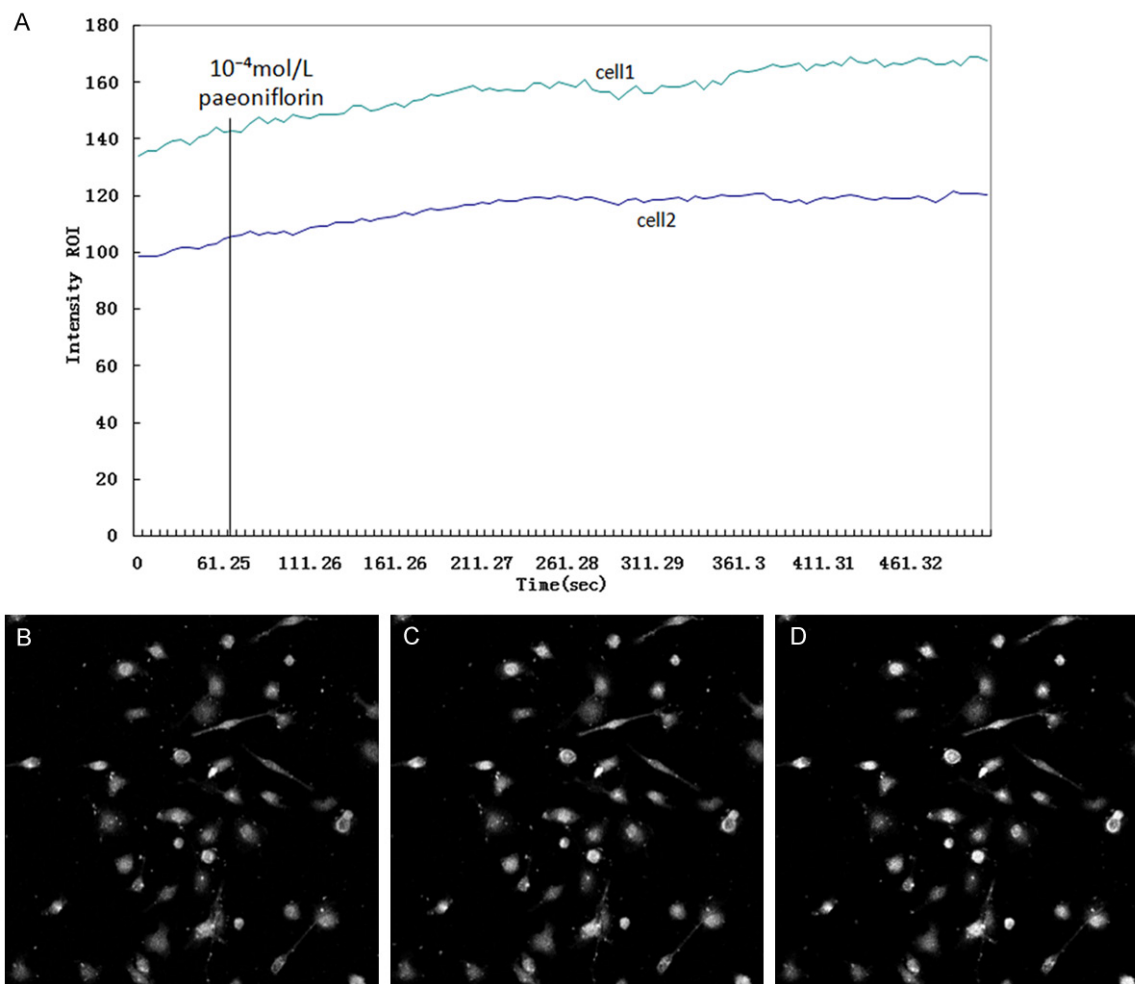 A
180
160
140
120
100
80
60
40
20
0
Intensity ROI
10⁻⁴mol/L
paeoniflorin
cell1
cell2
0 61.25 111.26 161.26 211.27 261.28 311.29 361.3 411.31 461.32
Time(sec)
B C D